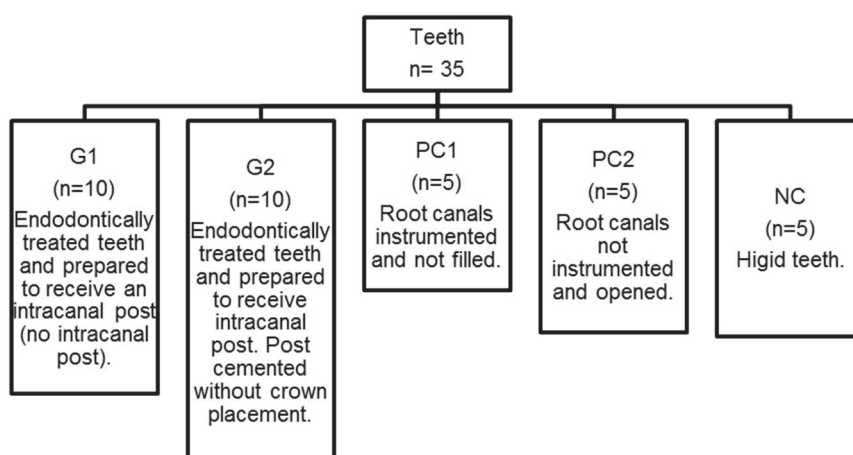 Teeth
n= 35
G1
(n=10)
Endodontically
treated teeth
and prepared
to receive an
intracanal post
(no intracanal
post).
G2
(n=10)
Endodontically
treated teeth
and prepared
to receive
intracanal
post. Post
cemented
without crown
placement.
PC1
(n=5)
Root canals
instrumented
and not filled.
PC2
(n=5)
Root canals
not
instrumented
and opened.
NC
(n=5)
Higid teeth.